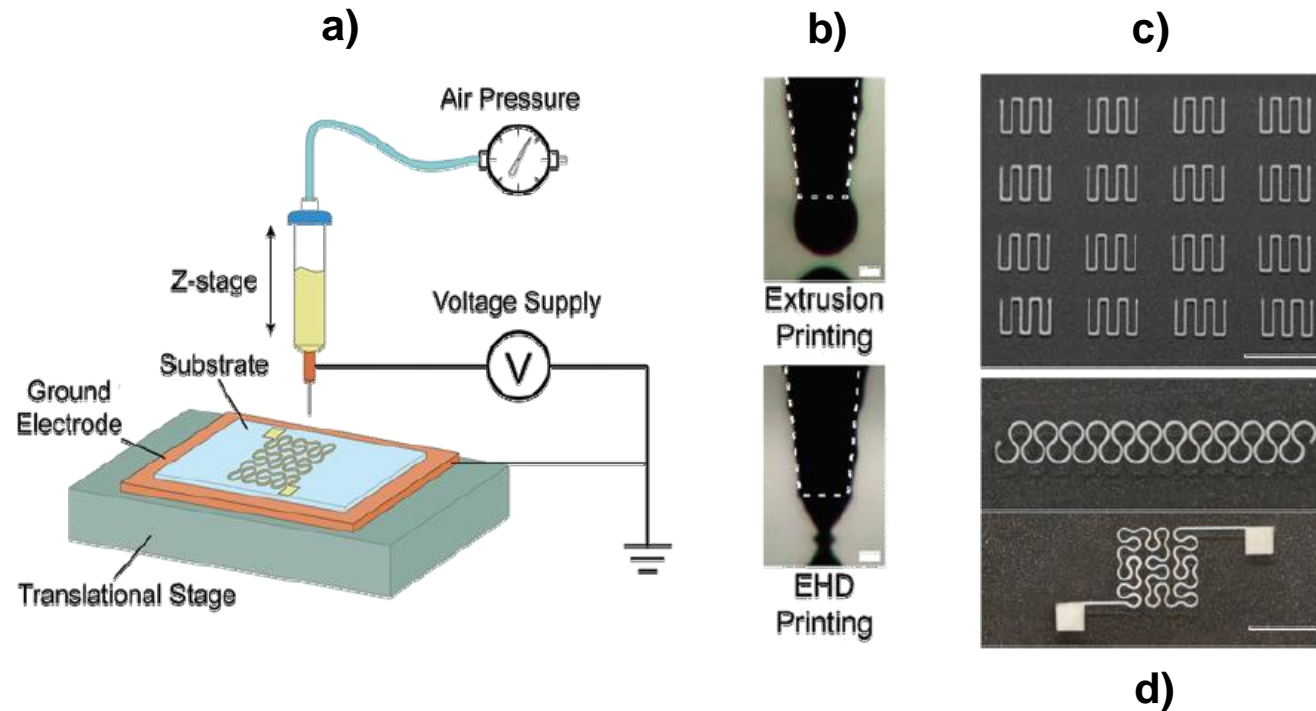 a)
b)
c)
Air Pressure
Z-stage
Voltage Supply
V
Substrate
Ground
Electrode
Translational Stage
Extrusion
Printing
EHD
Printing
d)